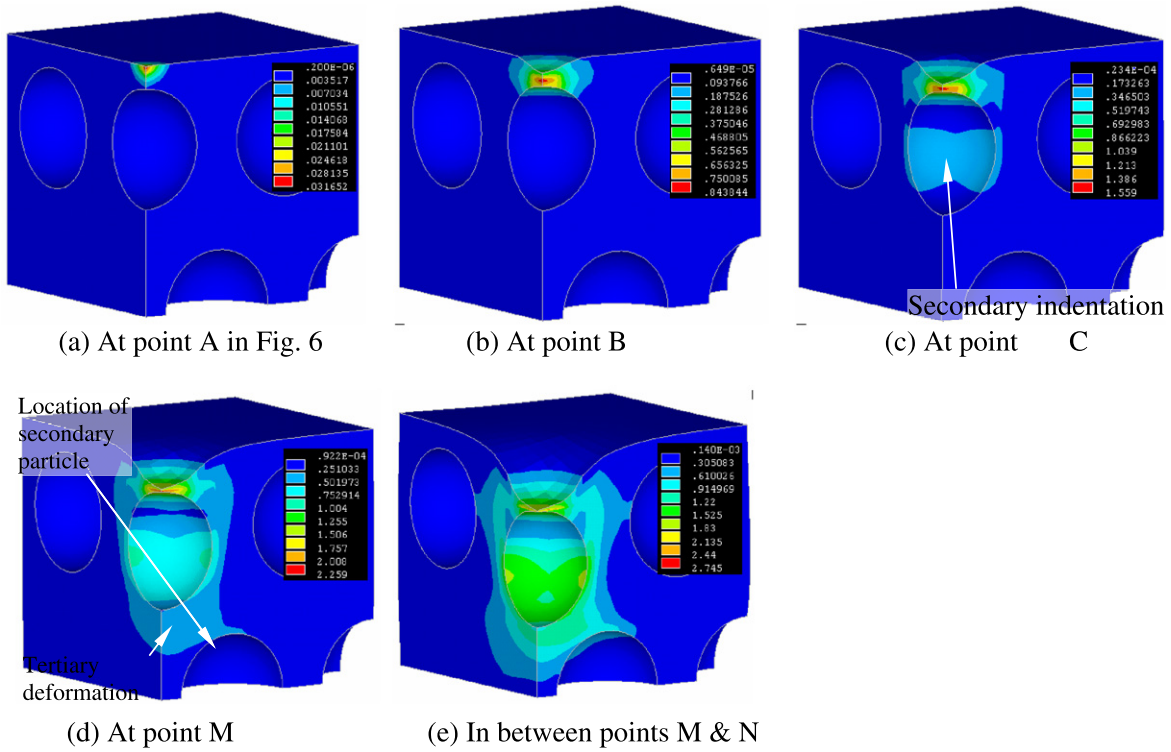 .200E-06
.003517
.007034
.010551
.014068
.017584
.021101
.024618
.028135
.031652
(a) At point A in Fig. 6
.649E-05
.093766
.187526
.281286
.375046
.468805
.562565
.656325
.750085
.843844
(b) At point B
.234E-04
.173263
.346503
.519743
.692983
.866223
1.039
1.213
1.386
1.559
Secondary indentation
(c) At point C
Location of
secondary
particle
.922E-04
.251033
.501973
.752914
1.004
1.255
1.506
1.757
2.008
2.259
Tertiary
deformation
(d) At point M
.140E-03
.305083
.610026
.914969
1.22
1.525
1.83
2.135
2.44
2.745
(e) In between points M & N